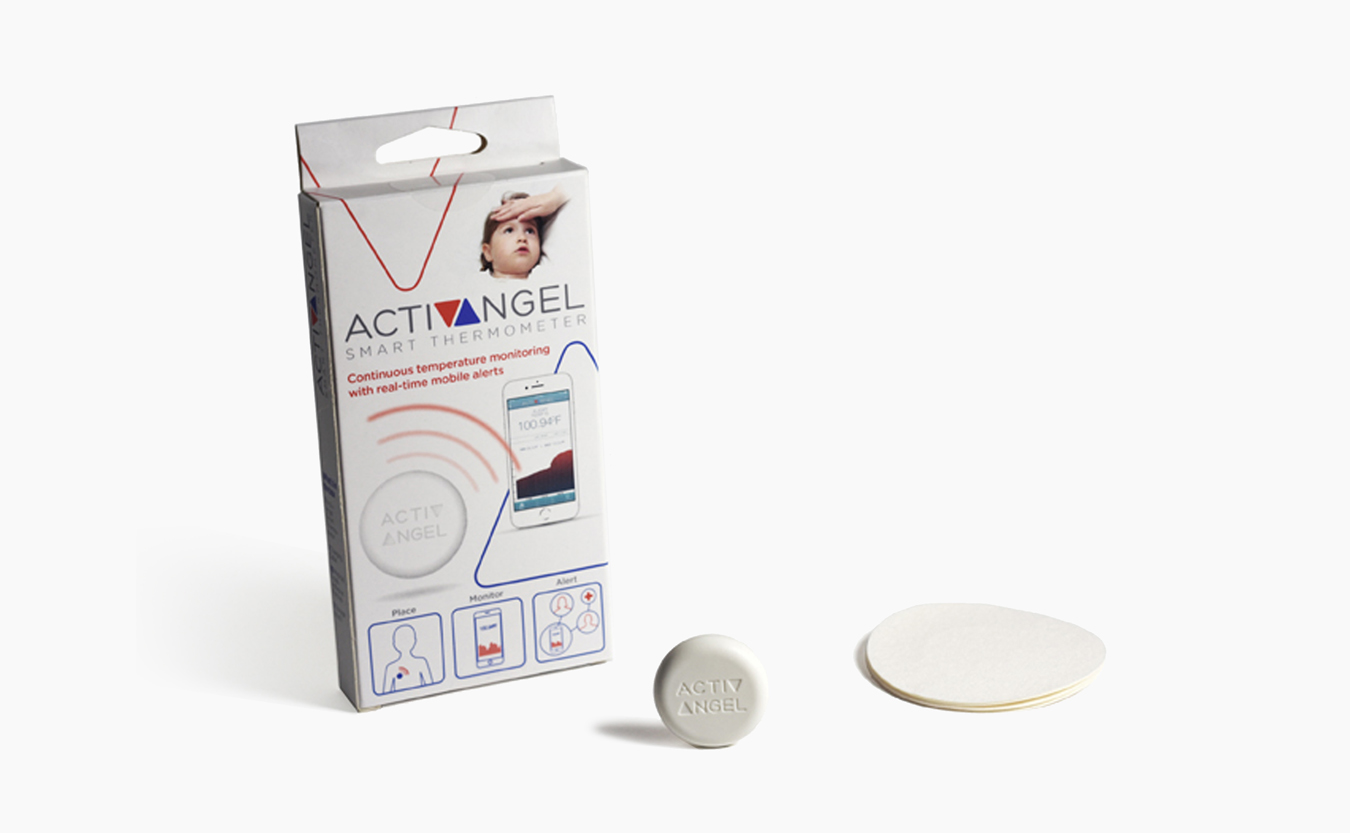 ACTIVANGEL
SMART THERMOMETER
Continuous temperature monitoring
with real-time mobile alerts
100.94°F
ACTIV
ANGEL
Place
Monitor
Alert
ACTIVANGEL
ACTIV
ANGEL